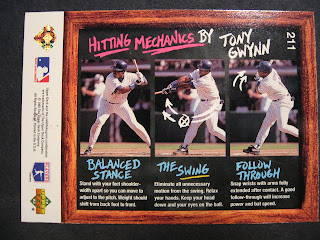 HITTING MECHANICS BY TONY GWYNN
211
BALANCED STANCE
Stand with your feet shoulder-
width apart so you can move to
adjust to the pitch. Weight should
shift from back foot to front.
THE SWING
Eliminate all unnecessary
motion from the swing. Relax
your hands. Keep your head
down and your eyes on the ball.
FOLLOW THROUGH
Snap wrists with arms fully
extended after contact. A good
follow-through will increase
power and bat speed.